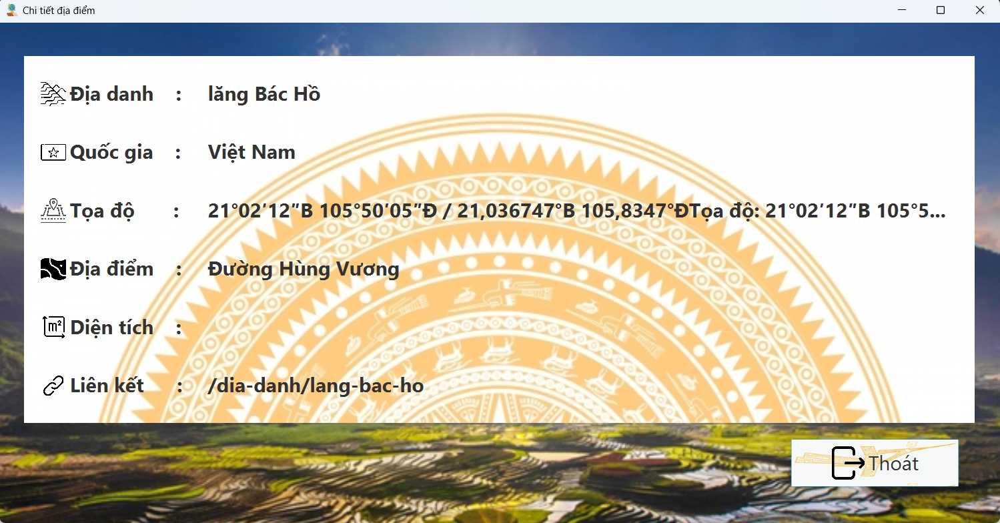 Chi tiết địa điểm
Địa danh : lăng Bác Hồ
Quốc gia : Việt Nam
Tọa độ : 21°02′12″B 105°50′05″Đ / 21,036747°B 105,8347°ĐTọa độ: 21°02′12″B 105°5...
Địa điểm : Đường Hùng Vương
m²
Diện tích :
Liên kết : /dia-danh/lang-bac-ho
Thoát